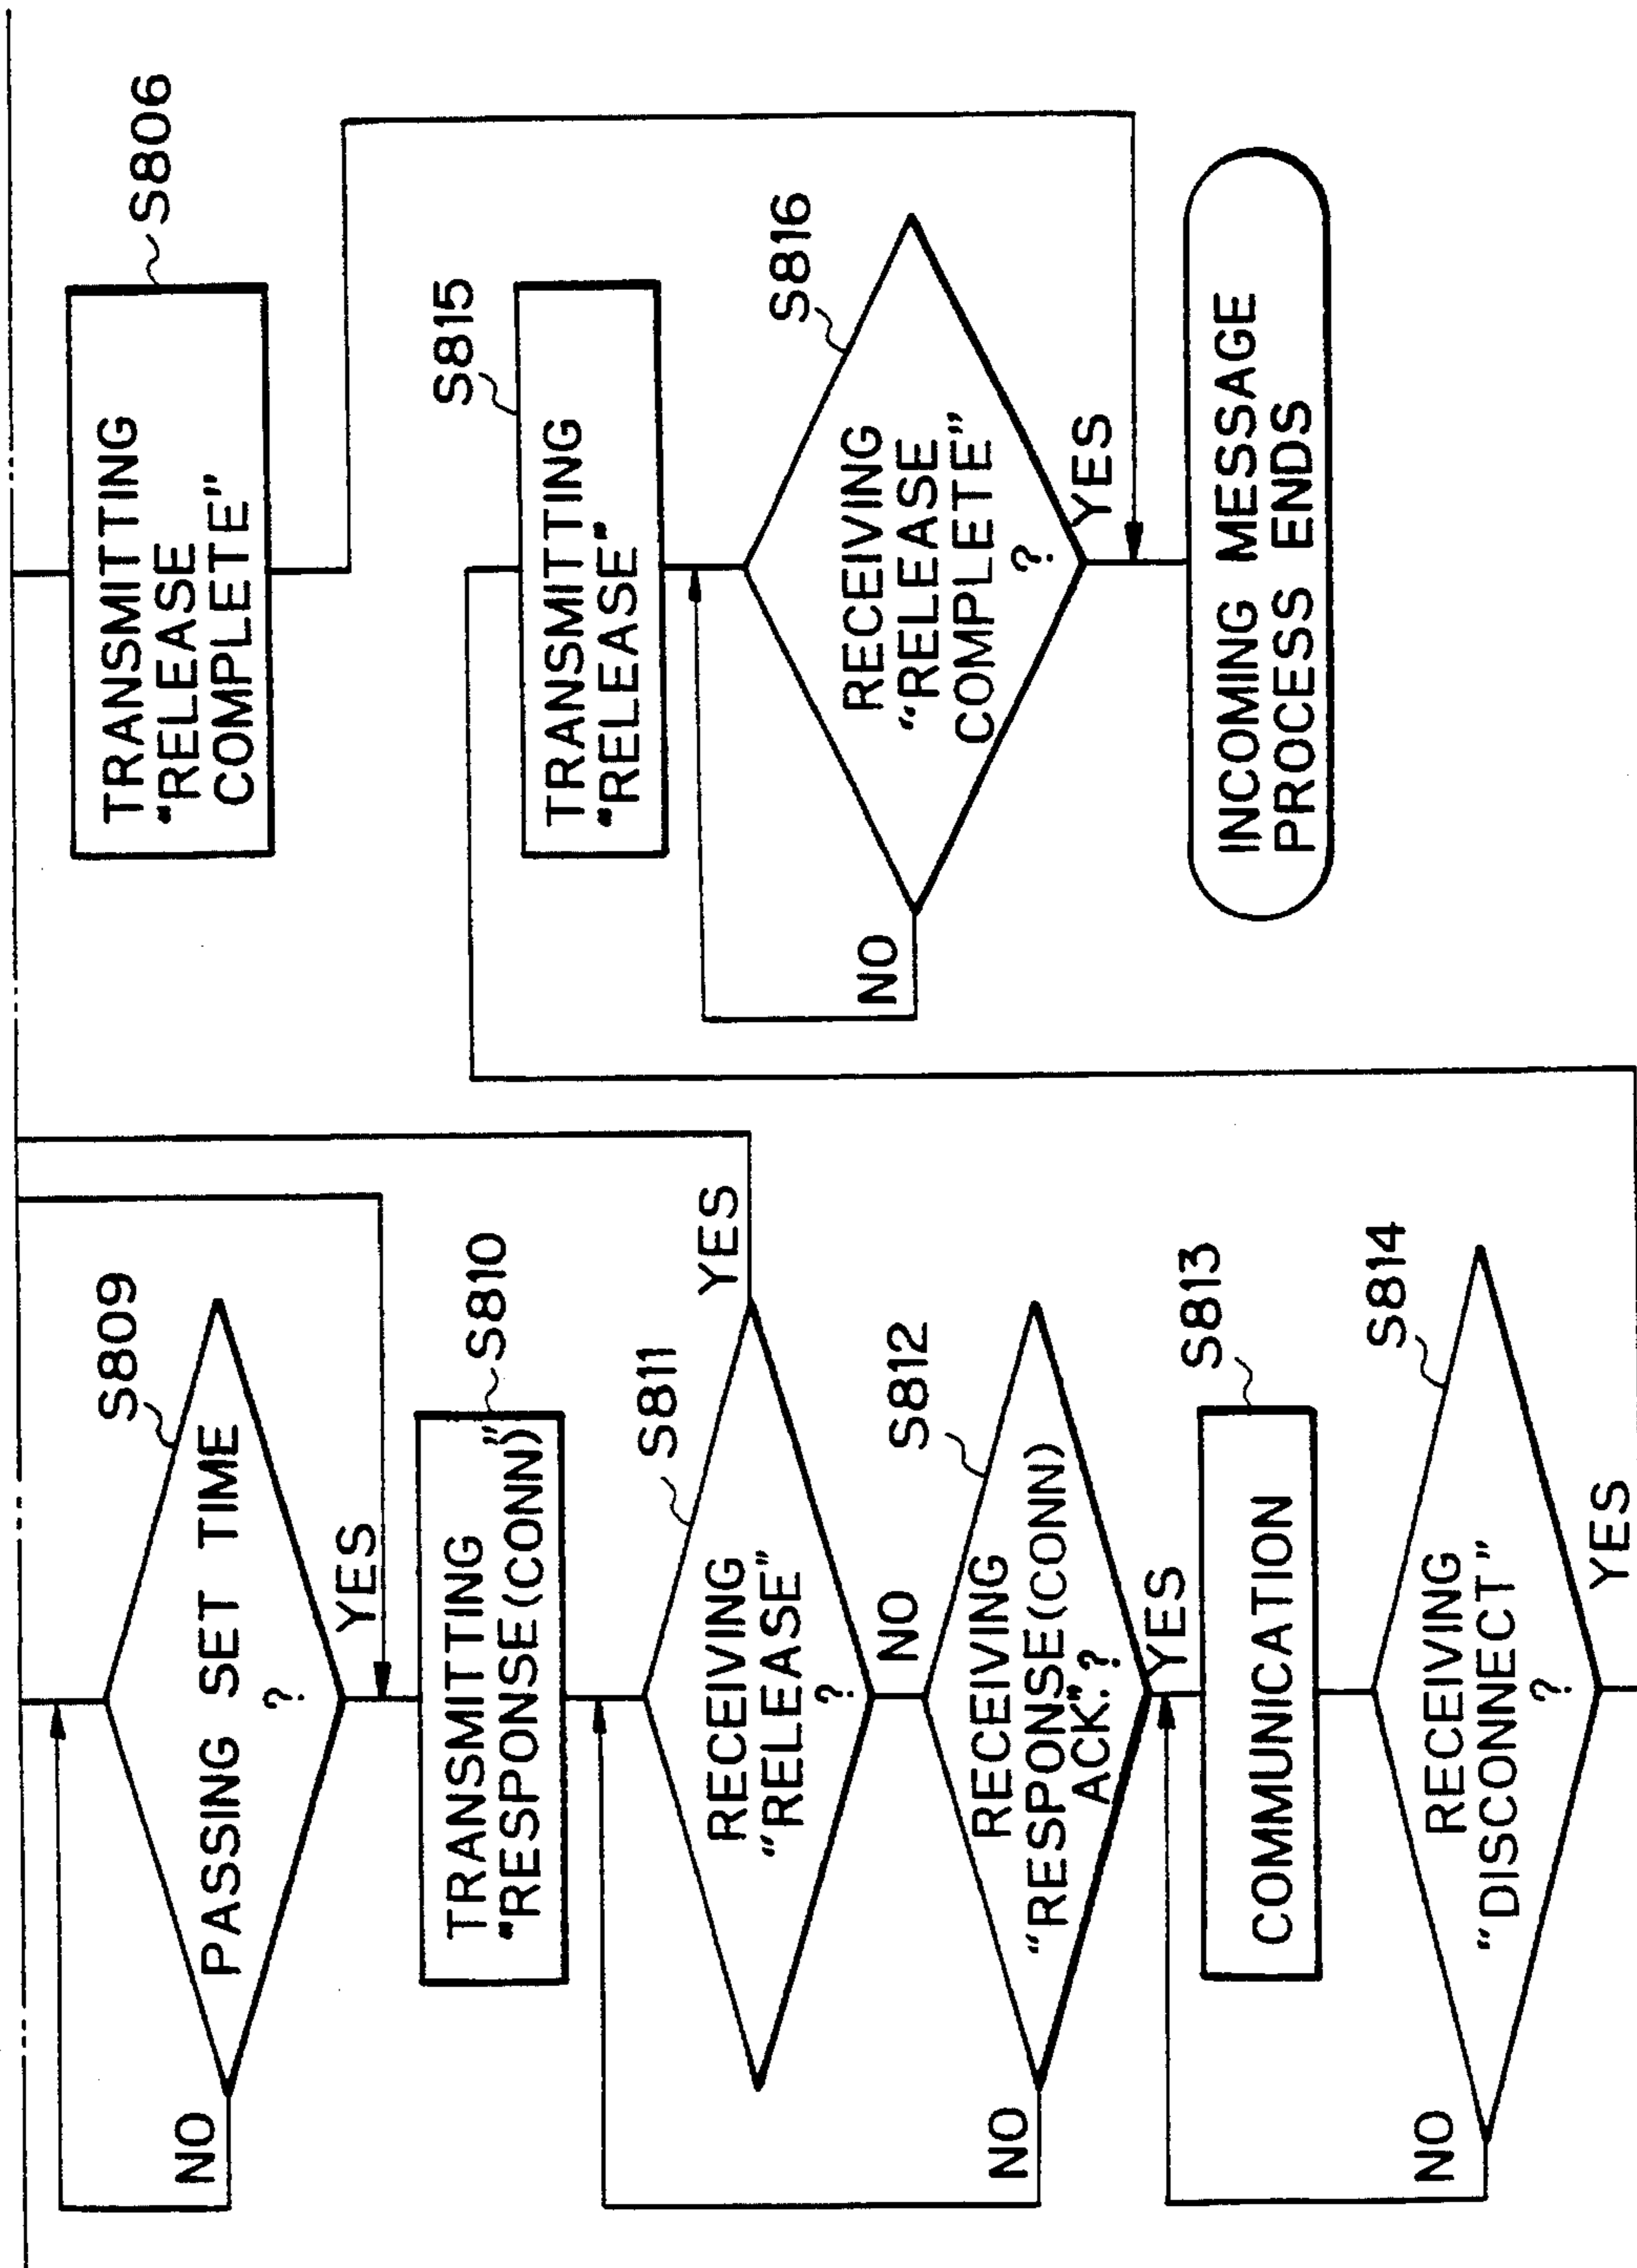 S809
PASSING SET TIME
?
NO
YES
TRANSMITTING
“RESPONSE(CONN)”
S810
S811
RECEIVING
“RELEASE”
?
YES
NO
S812
RECEIVING
“RESPONSE(CONN)
ACK.”?
NO
YES
COMMUNICATION
S813
S814
RECEIVING
“DISCONNECT”
?
NO
YES
TRANSMITTING
“RELEASE
COMPLETE”
S806
TRANSMITTING
“RELEASE”
S815
S816
RECEIVING
“RELEASE
COMPLETE”
?
NO
YES
INCOMING MESSAGE
PROCESS ENDS